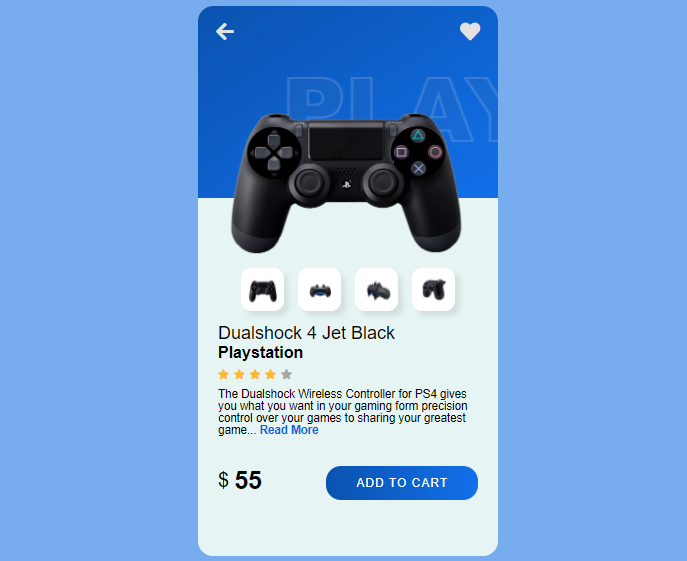 PLAY
Dualshock 4 Jet Black
Playstation
The Dualshock Wireless Controller for PS4 gives
you what you want in your gaming form precision
control over your games to sharing your greatest
game... Read More
$ 55 ADD TO CART